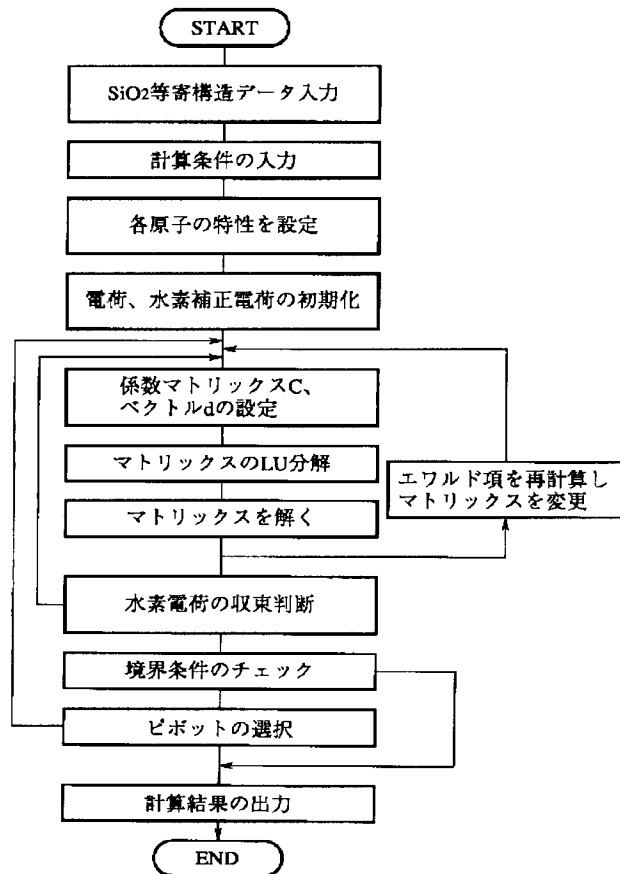 START
SiO2等寄構造データ入力
計算条件の入力
各原子の特性を設定
電荷、水素補正電荷の初期化
係数マトリックスC、
ベクトルdの設定
マトリックスのLU分解
マトリックスを解く
エワルド項を再計算し
マトリックスを変更
水素電荷の収束判断
境界条件のチェック
ピボットの選択
計算結果の出力
END